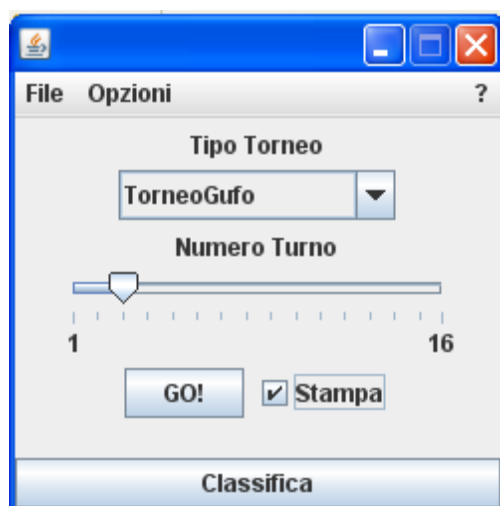 File Opzioni ?
Tipo Torneo
TorneoGufo
Numero Turno
1 16
GO! Stampa
Classifica